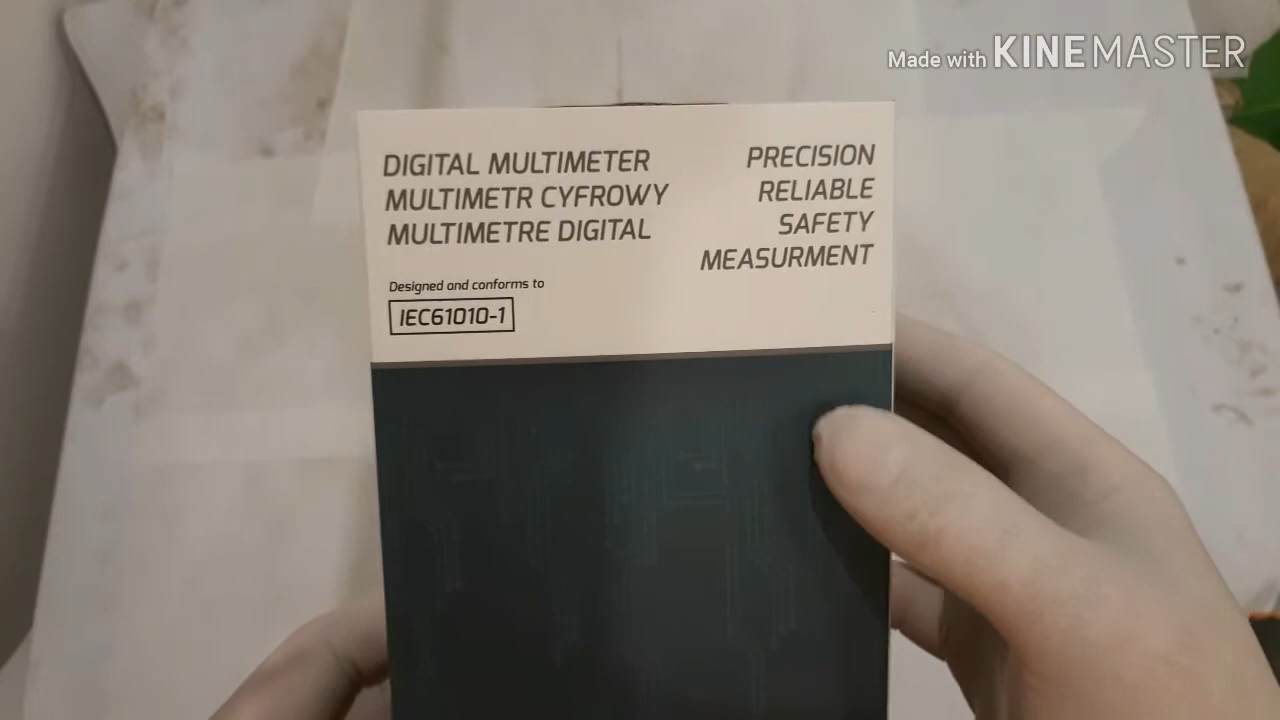 Made with KINEMASTER
DIGITAL MULTIMETER
MULTIMETR CYFROWY
MULTIMETRE DIGITAL
PRECISION
RELIABLE
SAFETY
MEASURMENT
Designed and conforms to
IEC61010-1